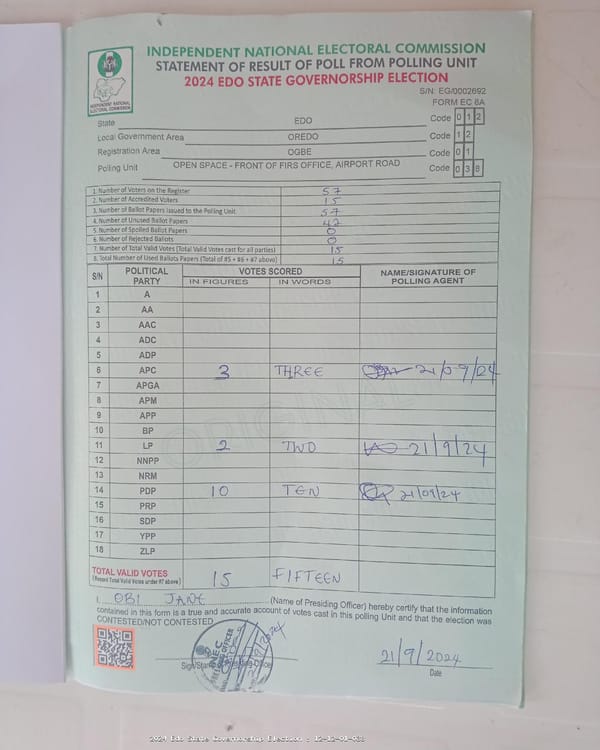 INDEPENDENT NATIONAL ELECTORAL COMMISSION
STATEMENT OF RESULT OF POLL FROM POLLING UNIT
2024 EDO STATE GOVERNORSHIP ELECTION
INEC
INDEPENDENT NATIONAL ELECTORAL COMMISSION
S/N: EG/0002692
FORM EC 8A
State EDO Code 0 1 2
Local Government Area OREDO Code 1 2
Registration Area OGBE Code 0 1
Polling Unit OPEN SPACE - FRONT OF FIRS OFFICE, AIRPORT ROAD Code 0 3 8
1. Number of Voters on the Register 57
2. Number of Accredited Voters 15
3. Number of Ballot Papers Issued to the Polling Unit 57
4. Number of Unused Ballot Papers 42
5. Number of Spoiled Ballot Papers 0
6. Number of Rejected Ballots 0
7. Number of Total Valid Votes (Total Valid Votes cast for all parties) 15
8. Total Number of Used Ballots Papers (Total of #5 + #6 + #7 above) 15
S/N POLITICAL PARTY VOTES SCORED NAME/SIGNATURE OF POLLING AGENT
IN FIGURES IN WORDS
1 A
2 AA
3 AAC
4 ADC
5 ADP
6 APC 3 THREE 21/09/24
7 APGA
8 APM
9 APP
10 BP
11 LP 2 TWO 21/9/24
12 NNPP
13 NRM
14 PDP 10 TEN 21/09/24
15 PRP
16 SDP
17 YPP
18 ZLP
ORIGINAL
TOTAL VALID VOTES 15 FIFTEEN
(Record Total Valid Votes under #7 above)
I, OBI JANE (Name of Presiding Officer) hereby certify that the information
contained in this form is a true and accurate account of votes cast in this polling Unit and that the election was
CONTESTED/NOT CONTESTED
21/9/2024
21/9/2024
Date
2024 Edo State Governorship Election : 12-12-01-038